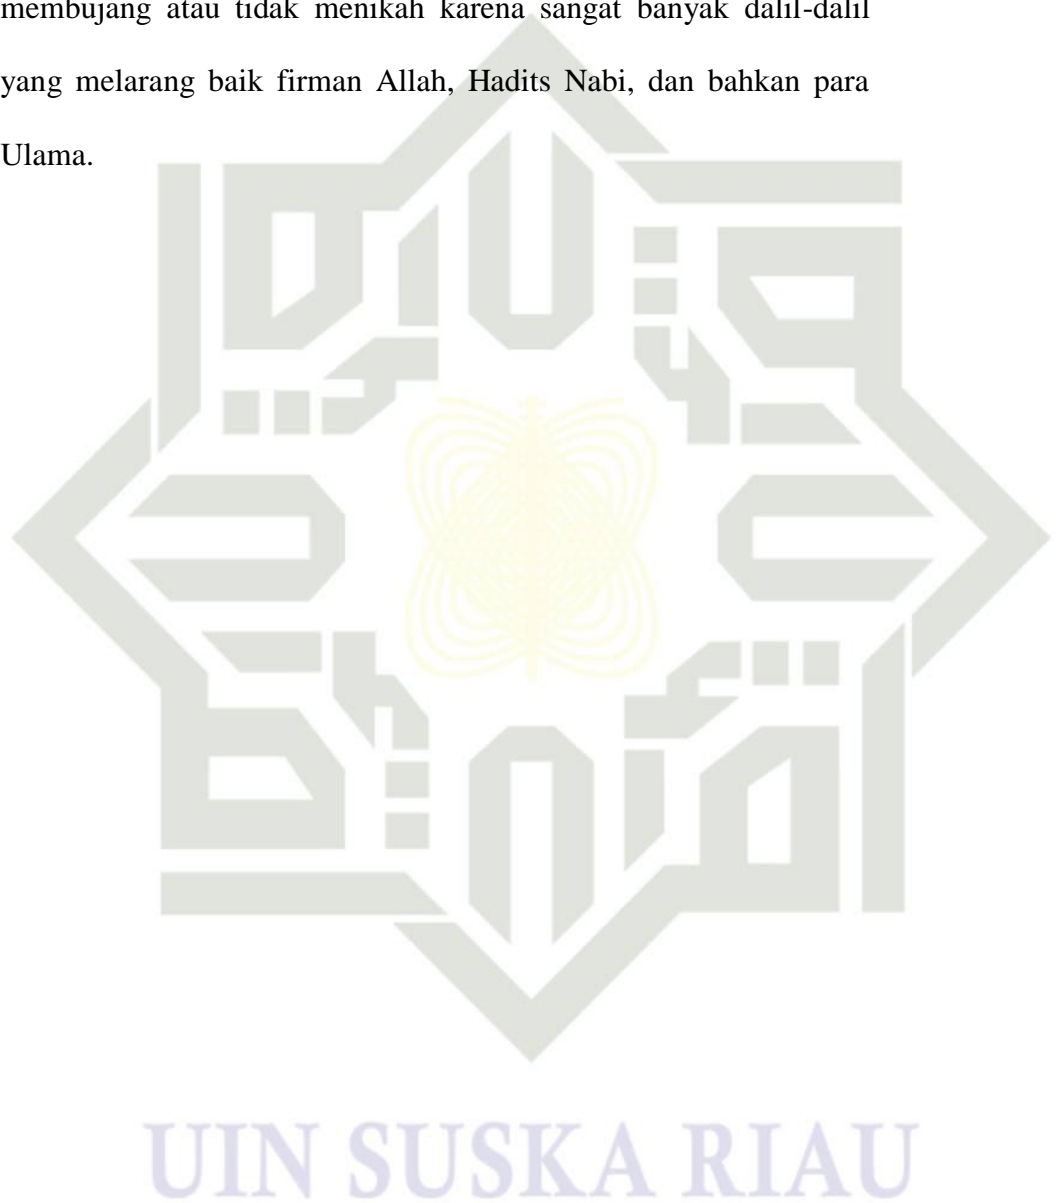 membujang atau tidak menikah karena sangat banyak dalil-dalil
yang melarang baik firman Allah, Hadits Nabi, dan bahkan para
Ulama.
UIN SUSKA RIAU